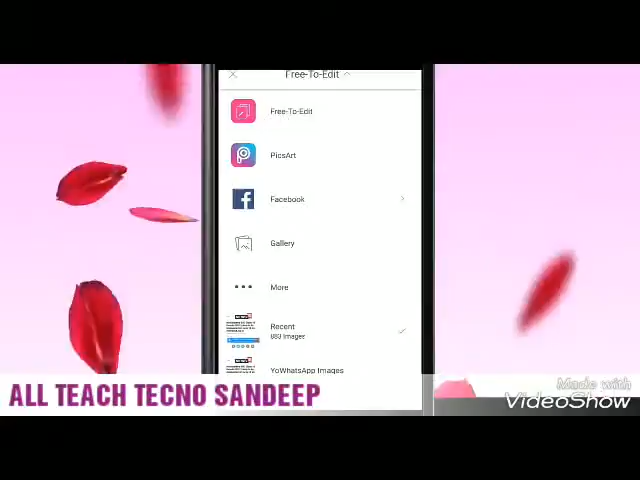 Free-To-Edit
Free-To-Edit
PicsArt
Facebook
Gallery
More
Recent
883 Images
YoWhatsApp Images
ALL TEACH TECNO SANDEEP
Made with
VideoShow